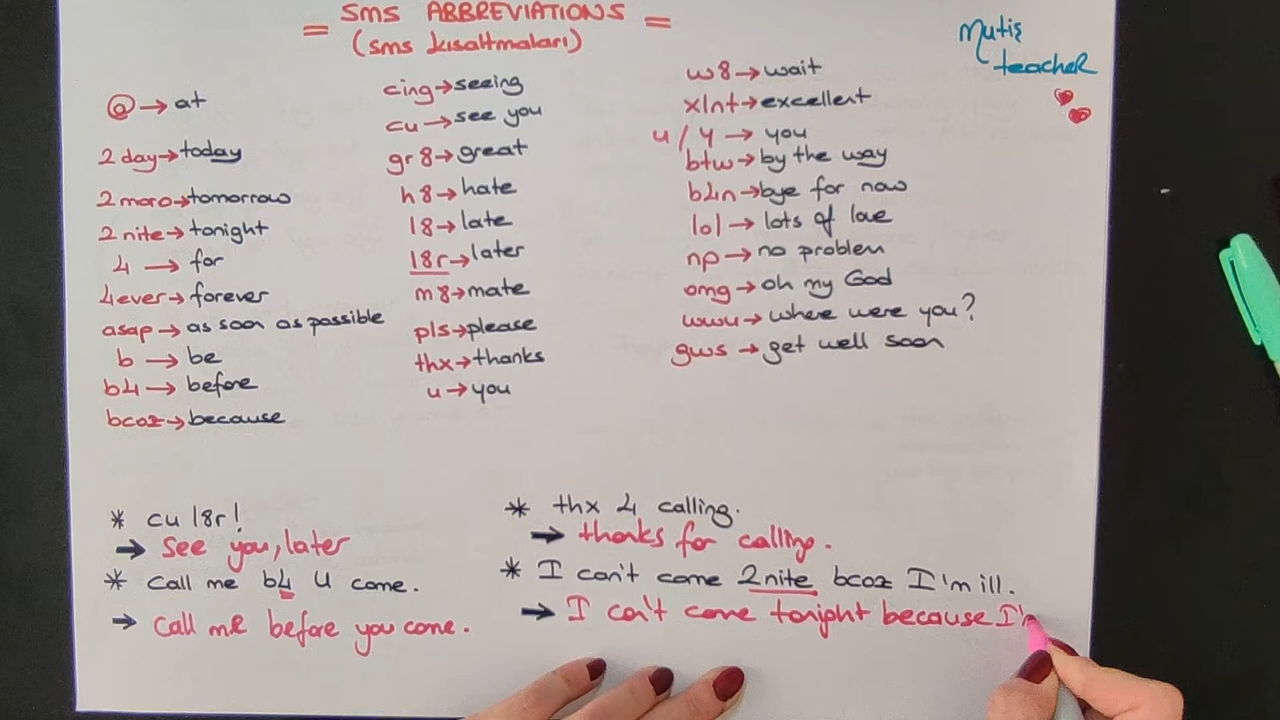 = SMS ABBREVIATIONS =
(sms kısaltmaları)
Mutiş
teacher
@ → at
2 day → today
2 moro → tomorrow
2 nite → tonight
4 → for
4ever → forever
asap → as soon as possible
b → be
b4 → before
bcoz → because
cing → seeing
cu → see you
gr8 → great
h8 → hate
l8 → late
l8r → later
m8 → mate
pls → please
thx → thanks
u → you
w8 → wait
xlnt → excellent
u / y → you
btw → by the way
b4n → bye for now
lol → lots of love
np → no problem
omg → oh my God
wwu → where were you?
gws → get well soon
* cu l8r!
→ See you, later
* Call me b4 U come.
→ Call me before you come.
* thx 4 calling.
→ thanks for calling.
* I can't come 2nite bcoz I'm ill.
→ I can't come tonight because I'm